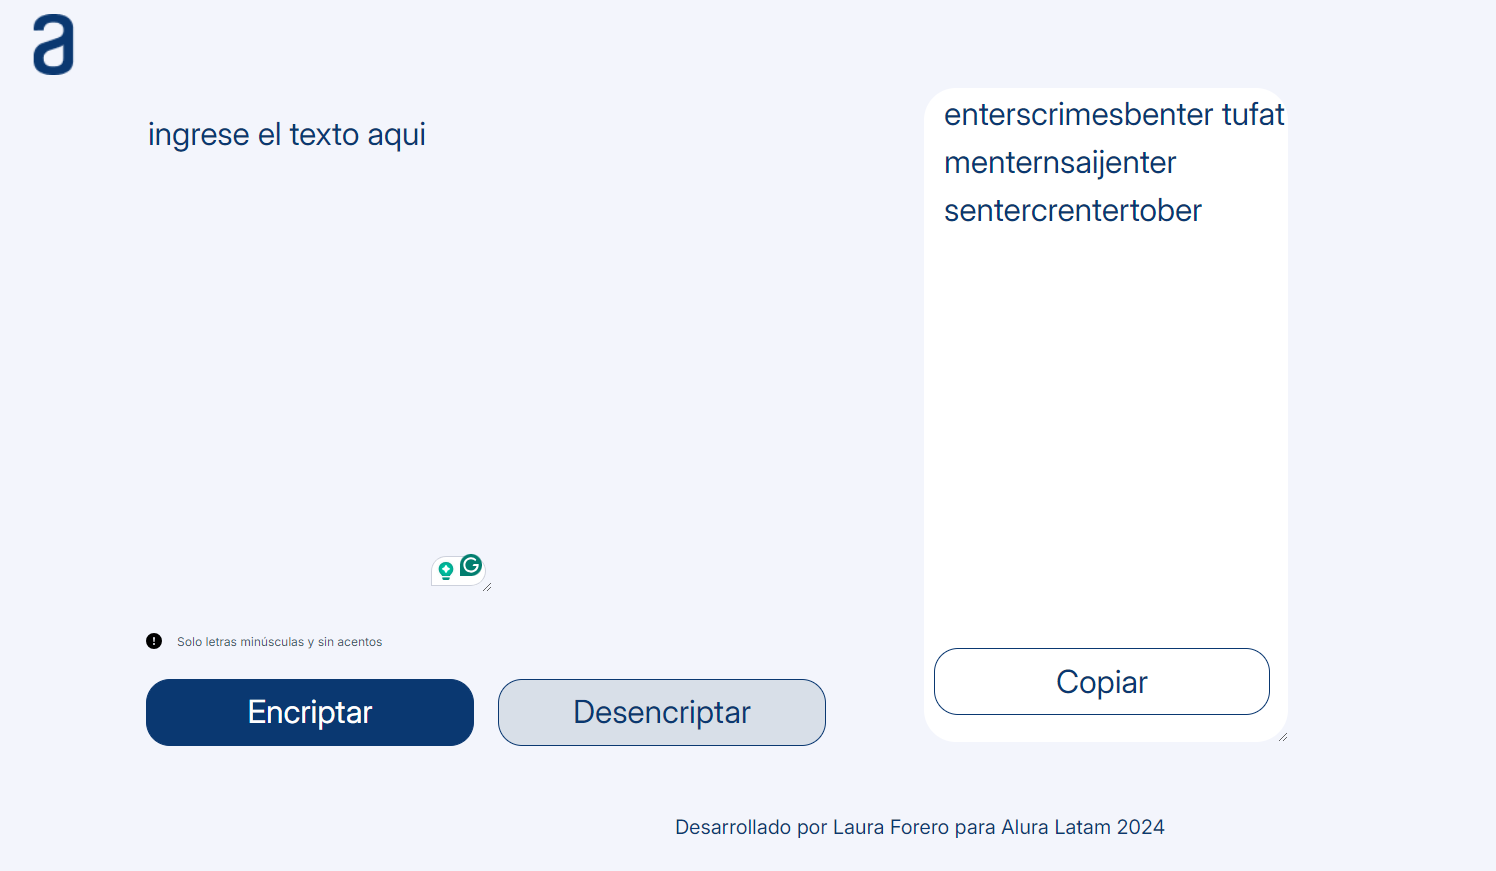 a
ingrese el texto aqui
enterscrimesbenter tufat
menternsaijenter
sentercrentertober
Solo letras minúsculas y sin acentos
Encriptar
Desencriptar
Copiar
Desarrollado por Laura Forero para Alura Latam 2024